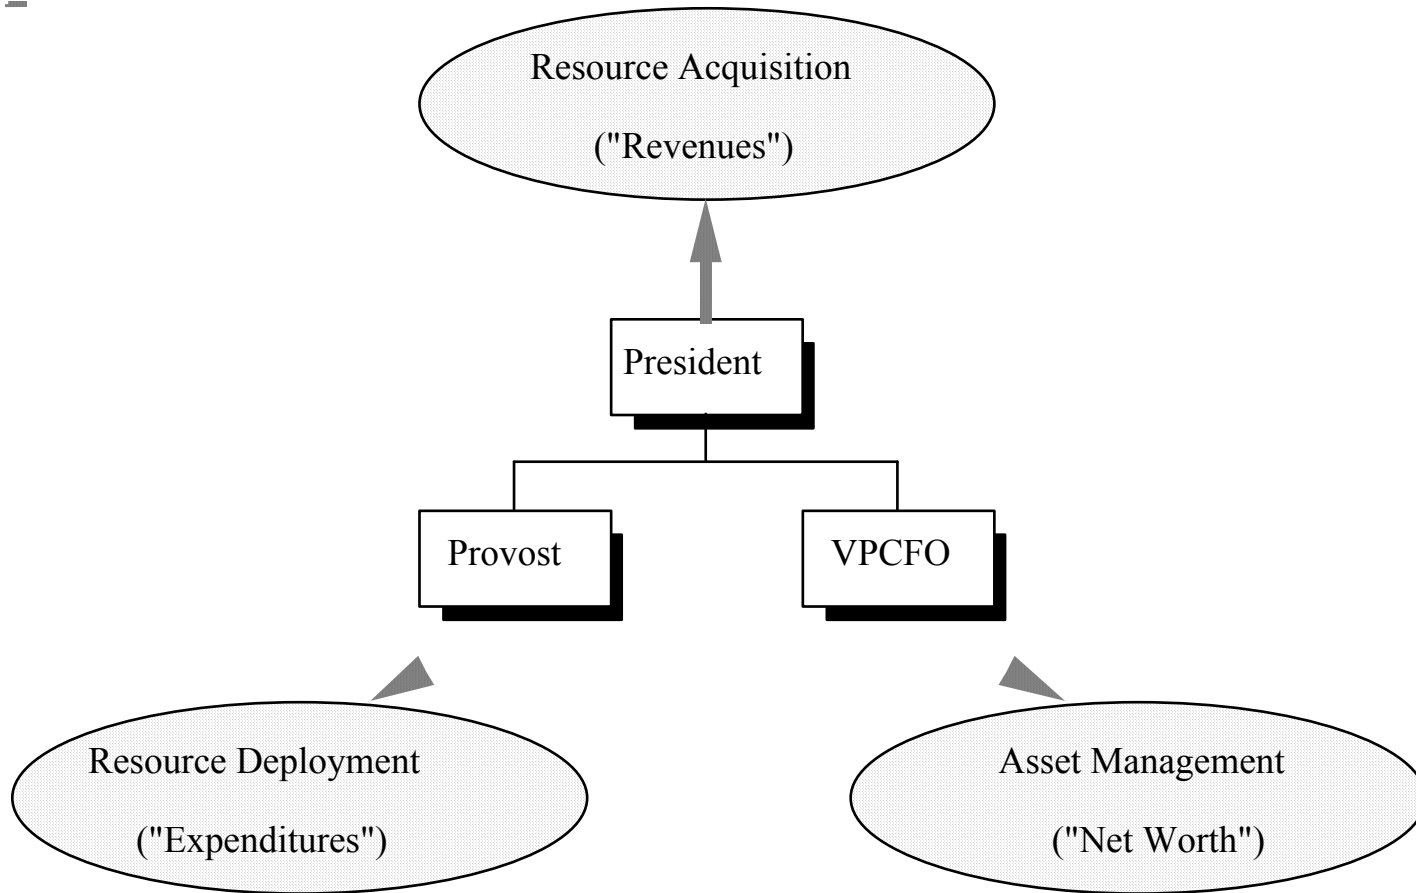 Resource Acquisition
("Revenues")
President
Provost
VPCFO
Resource Deployment
("Expenditures")
Asset Management
("Net Worth")